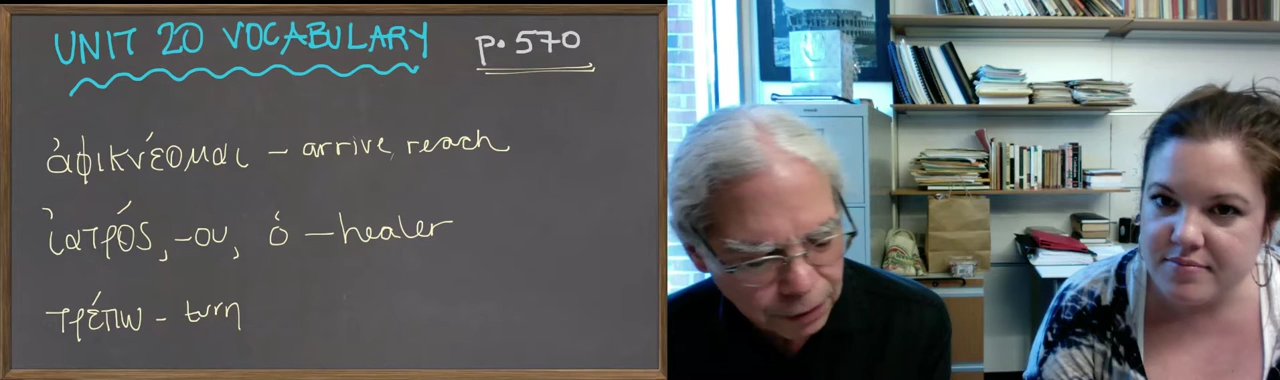 UNIT 20 VOCABULARY p. 570
ἀφικνέομαι – arrive, reach
ἰατρός, -ου, ὁ – healer
τρέπω – turn